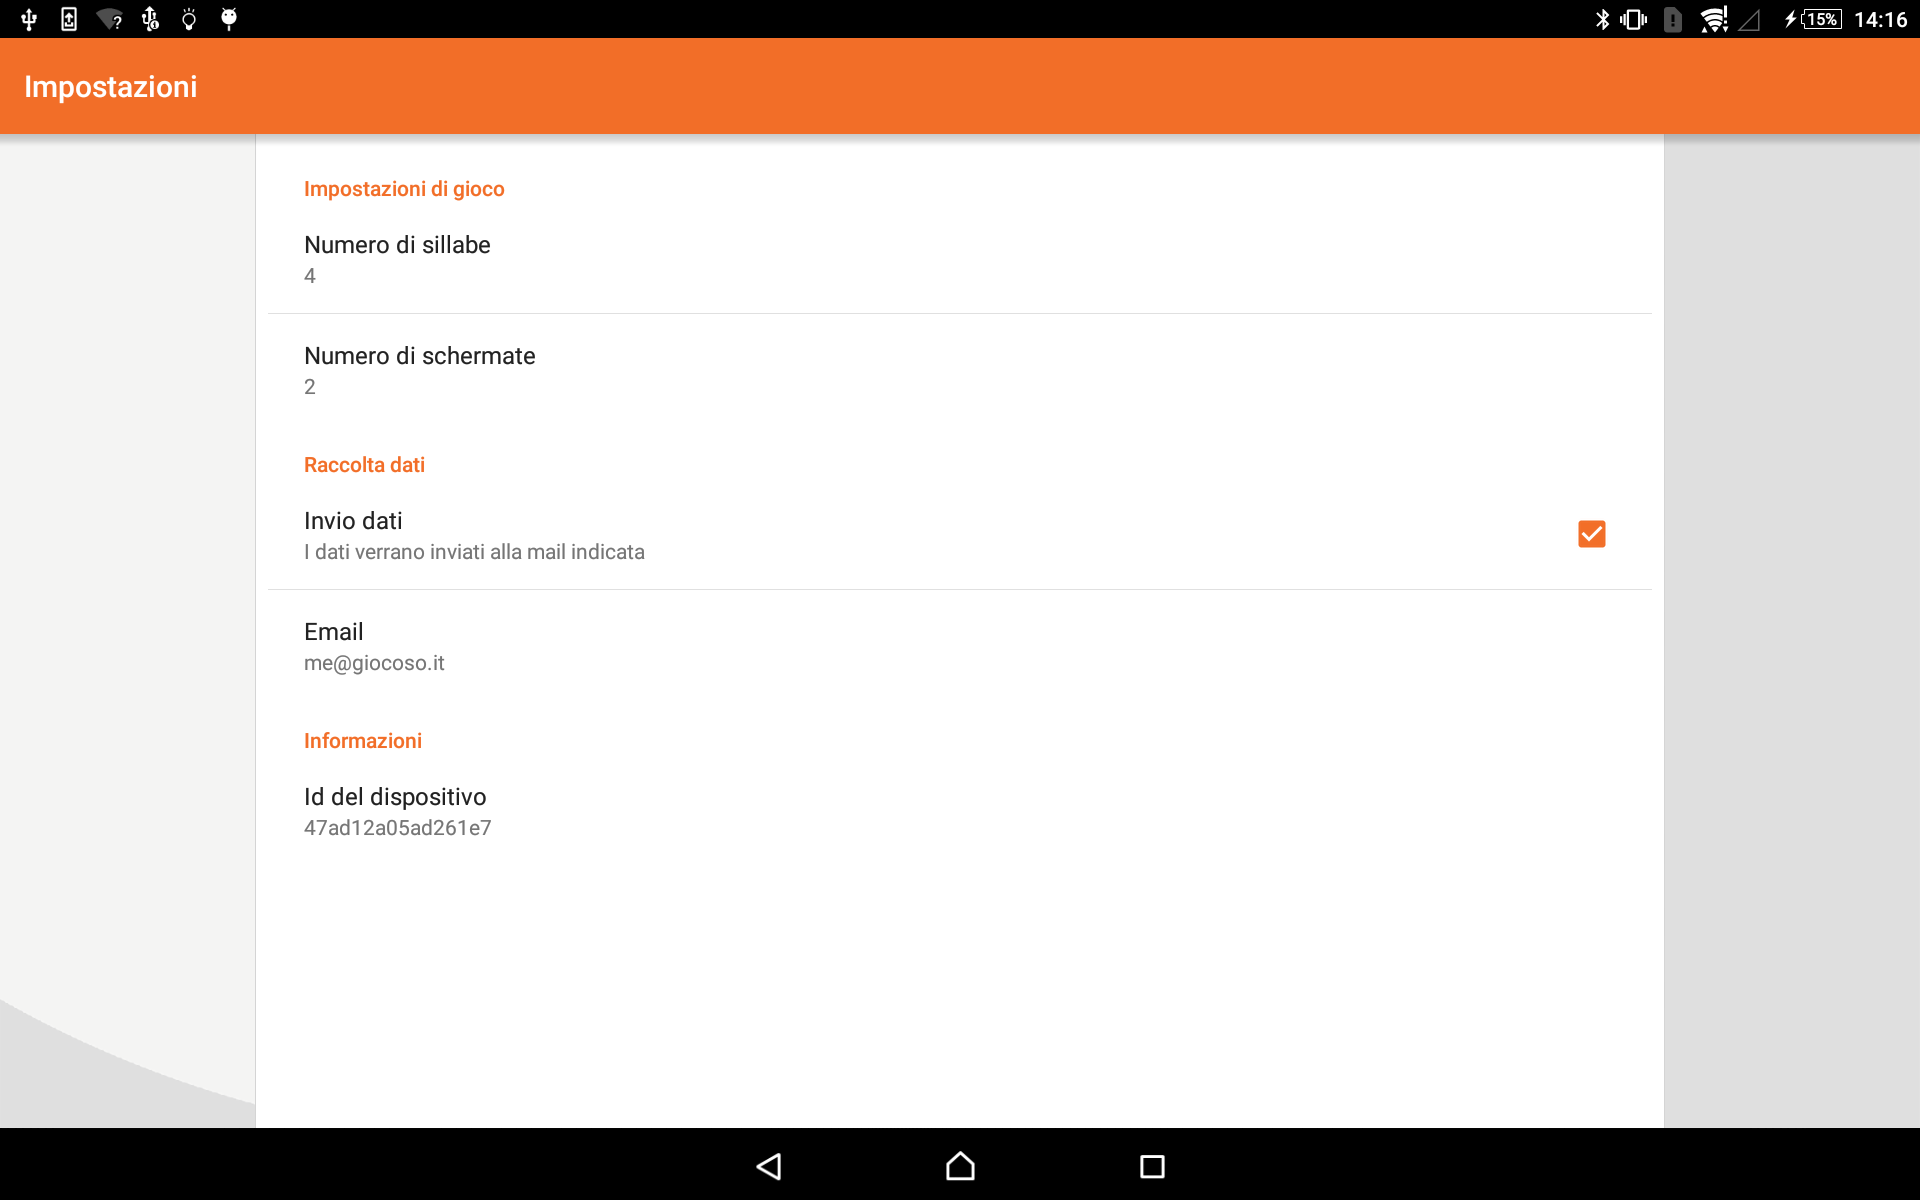 15% 14:16
Impostazioni
Impostazioni di gioco
Numero di sillabe
4
Numero di schermate
2
Raccolta dati
Invio dati
I dati verrano inviati alla mail indicata
Email
me@giocoso.it
Informazioni
Id del dispositivo
47ad12a05ad261e7